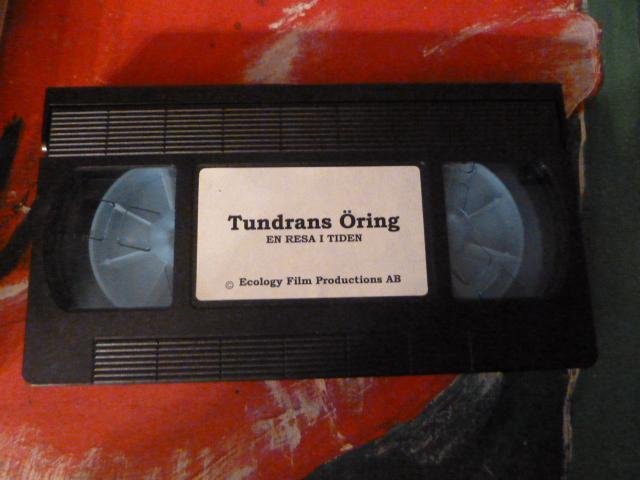 Tundrans Öring
EN RESA I TIDEN
© Ecology Film Productions AB